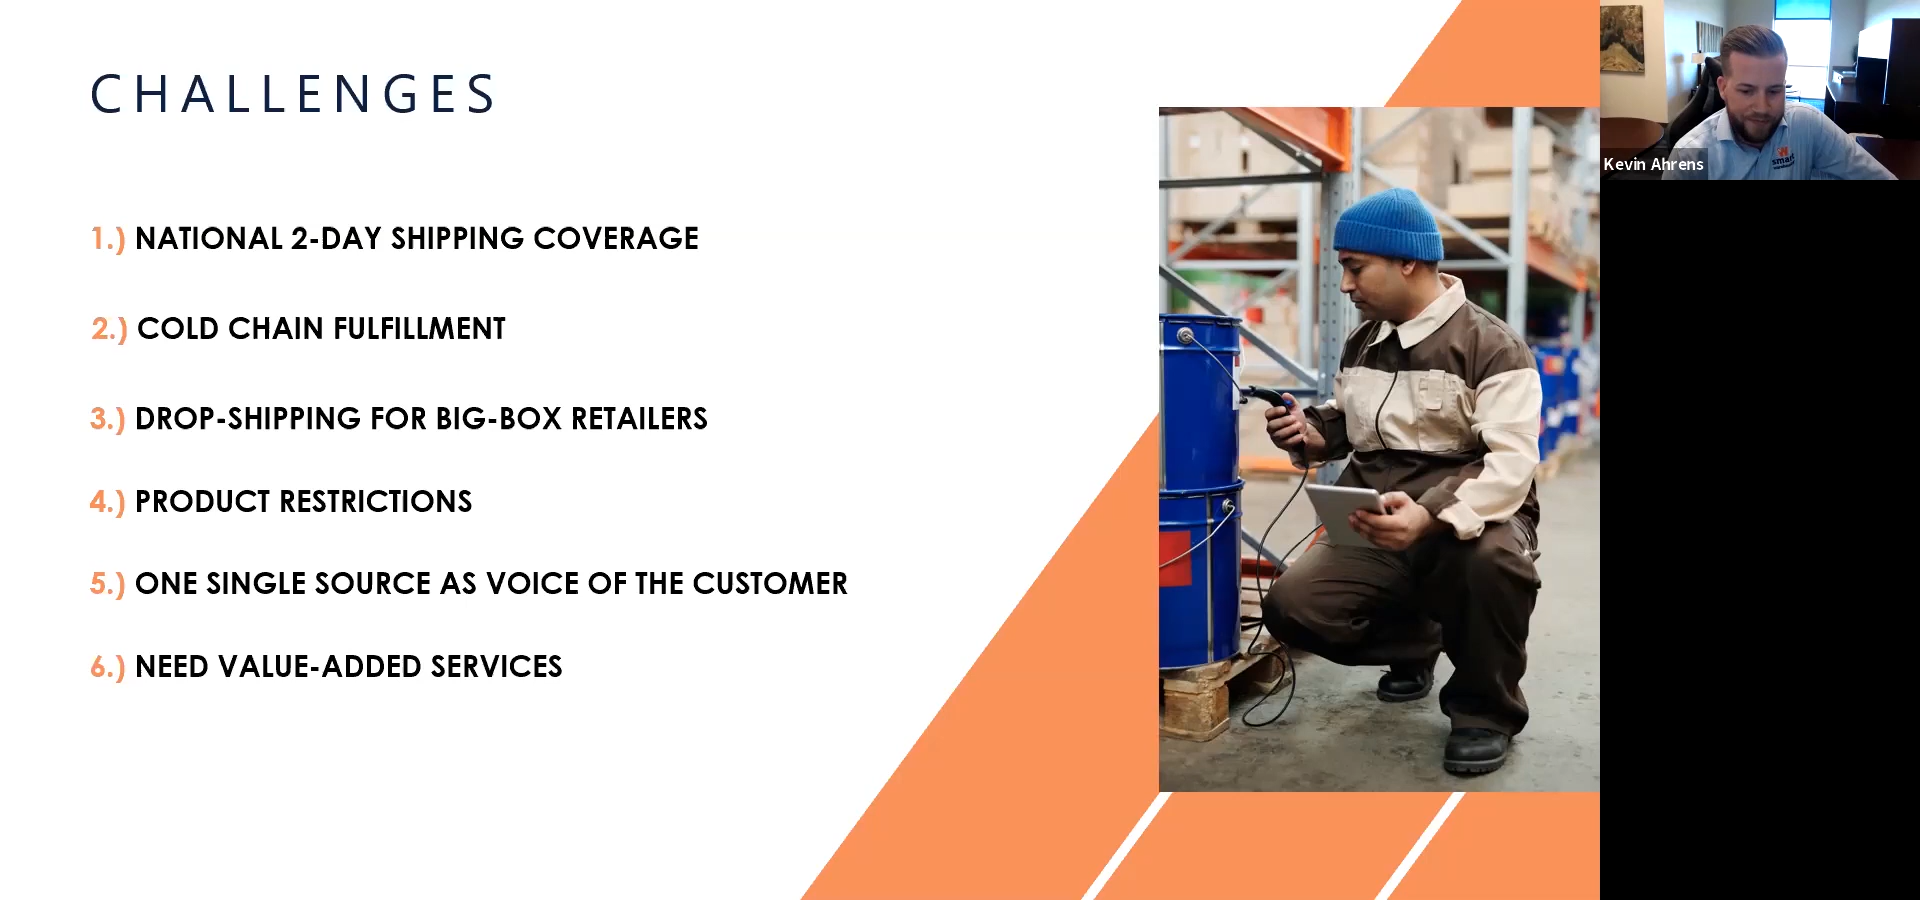 CHALLENGES
1.) NATIONAL 2-DAY SHIPPING COVERAGE
2.) COLD CHAIN FULFILLMENT
3.) DROP-SHIPPING FOR BIG-BOX RETAILERS
4.) PRODUCT RESTRICTIONS
5.) ONE SINGLE SOURCE AS VOICE OF THE CUSTOMER
6.) NEED VALUE-ADDED SERVICES
Kevin Ahrens
smart